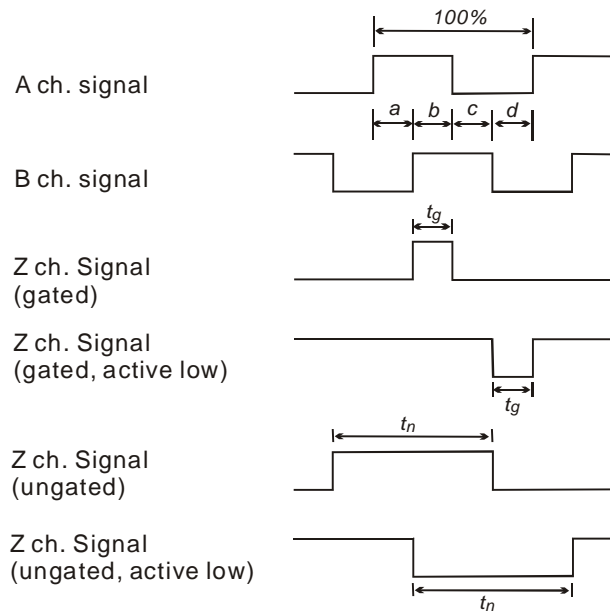 100%
A ch. signal
a b c d
B ch. signal
tg
Z ch. Signal
(gated)
Z ch. Signal
(gated, active low)
tg
tn
Z ch. Signal
(ungated)
Z ch. Signal
(ungated, active low)
tn